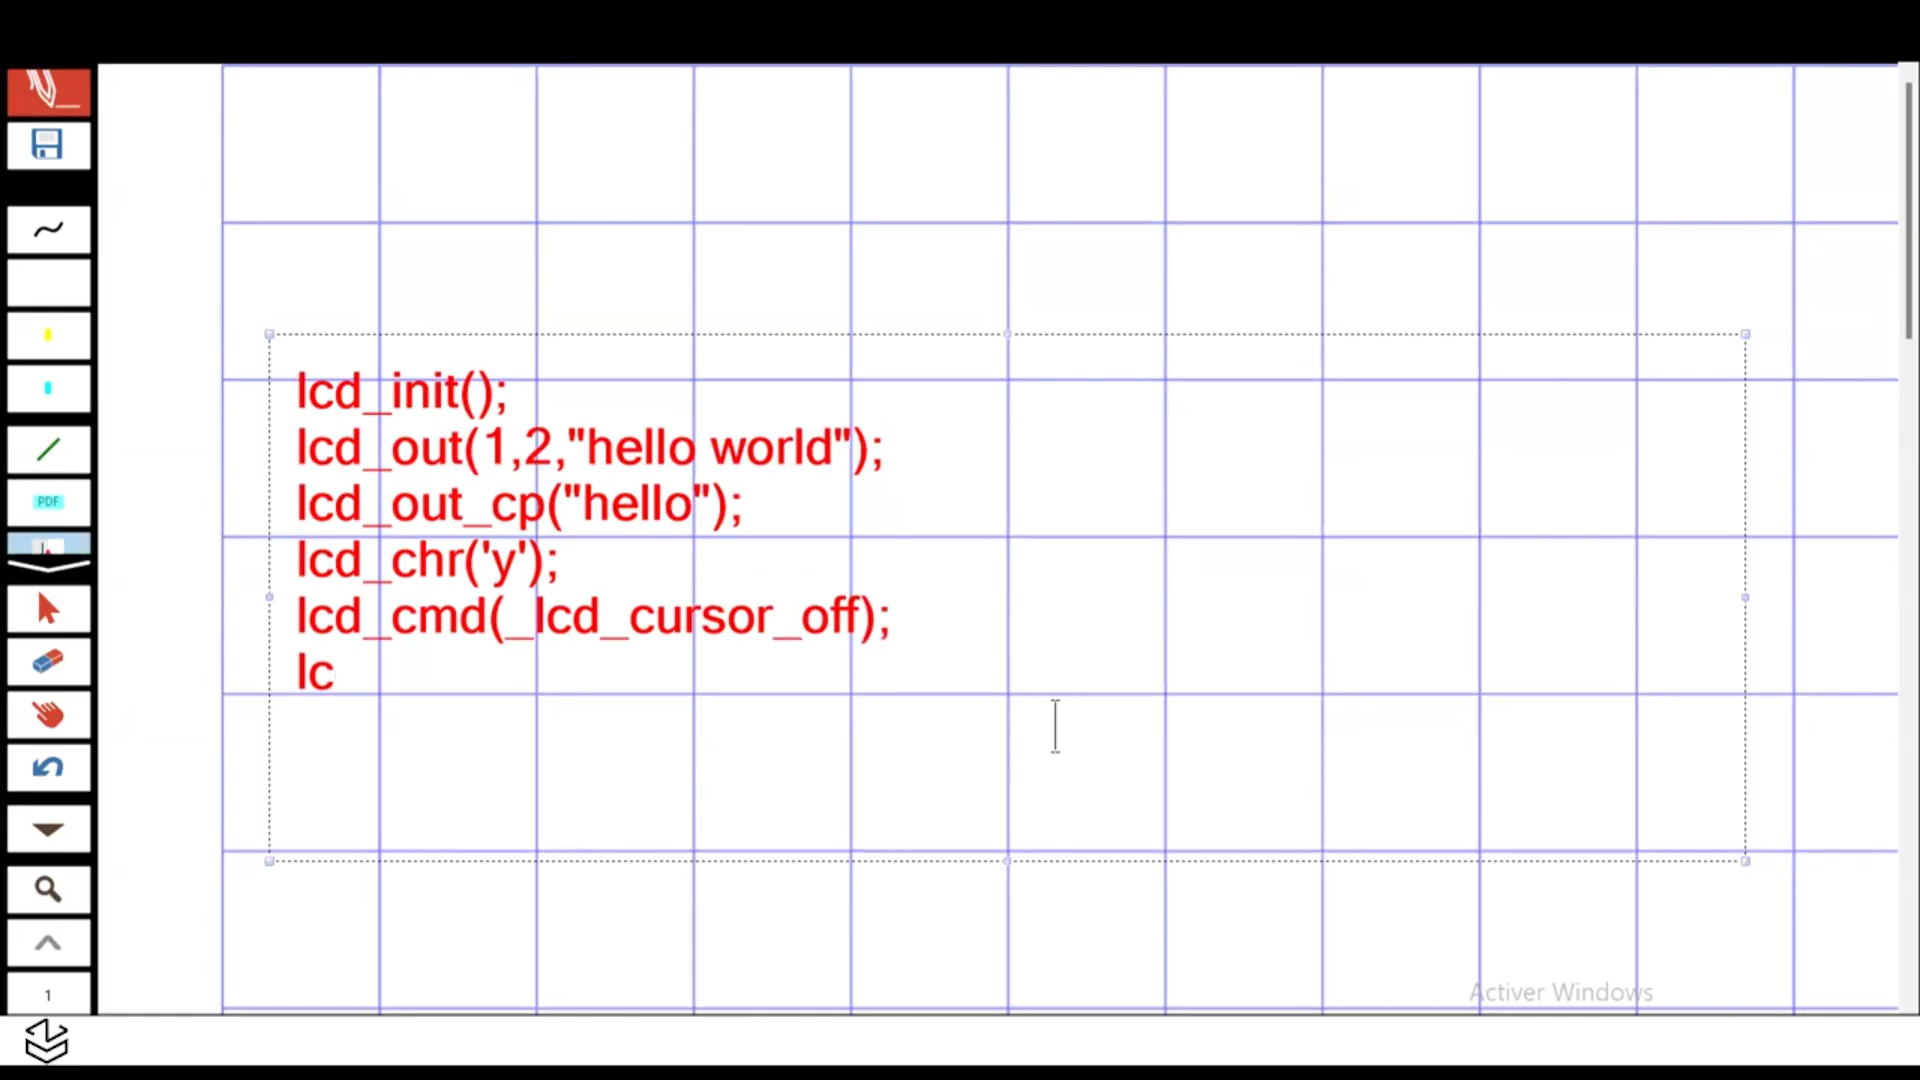 lcd_init();
lcd_out(1,2,"hello world");
lcd_out_cp("hello");
lcd_chr('y');
lcd_cmd(_lcd_cursor_off);
lc
PDF
1
Activer Windows